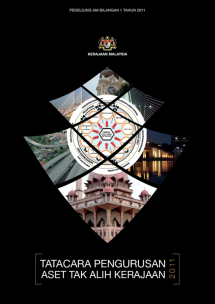 PEKELILING AM BILANGAN 1 TAHUN 2011
KERAJAAN MALAYSIA
TATACARA PENGURUSAN
ASET TAK ALIH KERAJAAN
2011